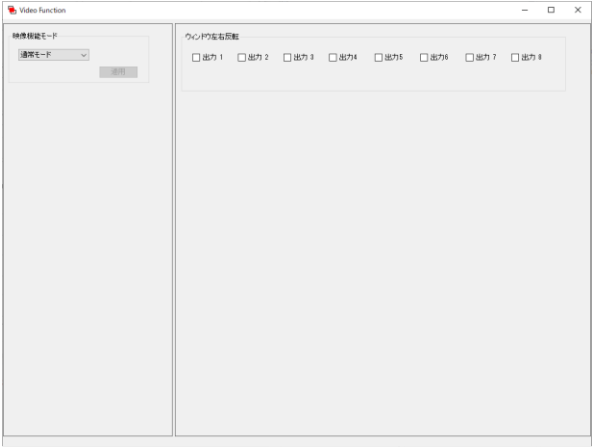 Video Function
映像機能モード
通常モード
適用
ウィンドウ左右反転
出力 1 出力 2 出力 3 出力4 出力5 出力6 出力 7 出力 8